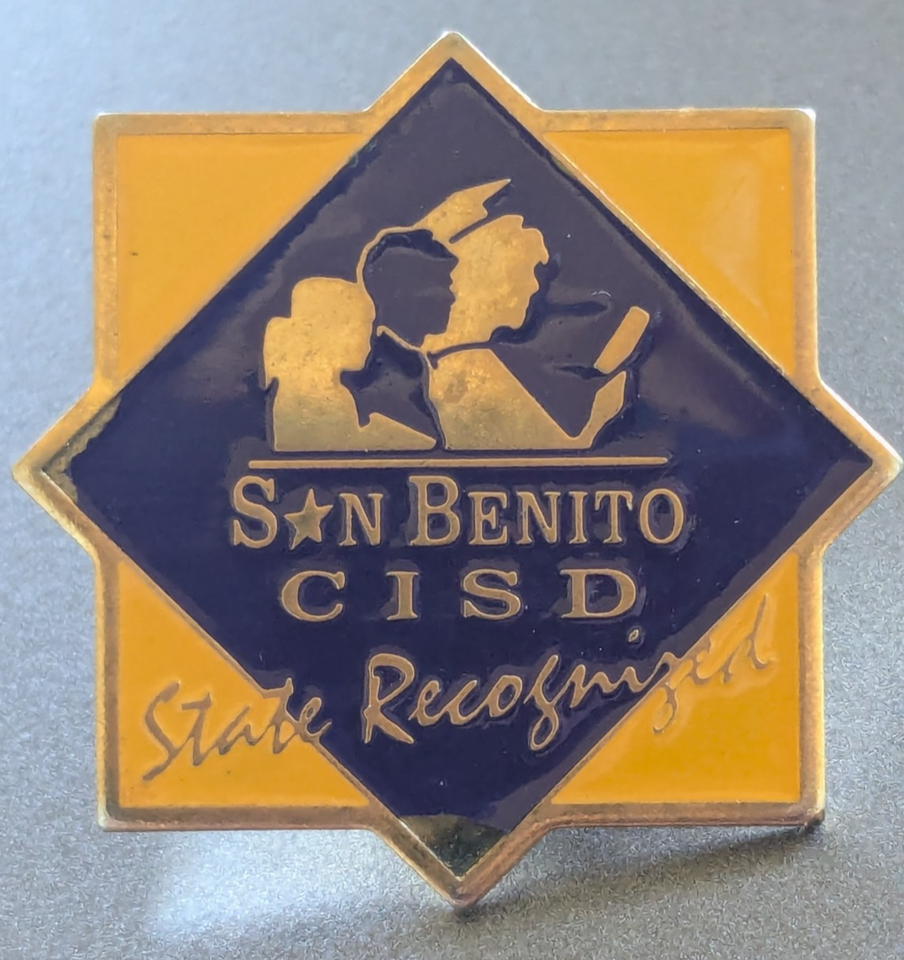 S★N BENITO
CISD
State Recognized